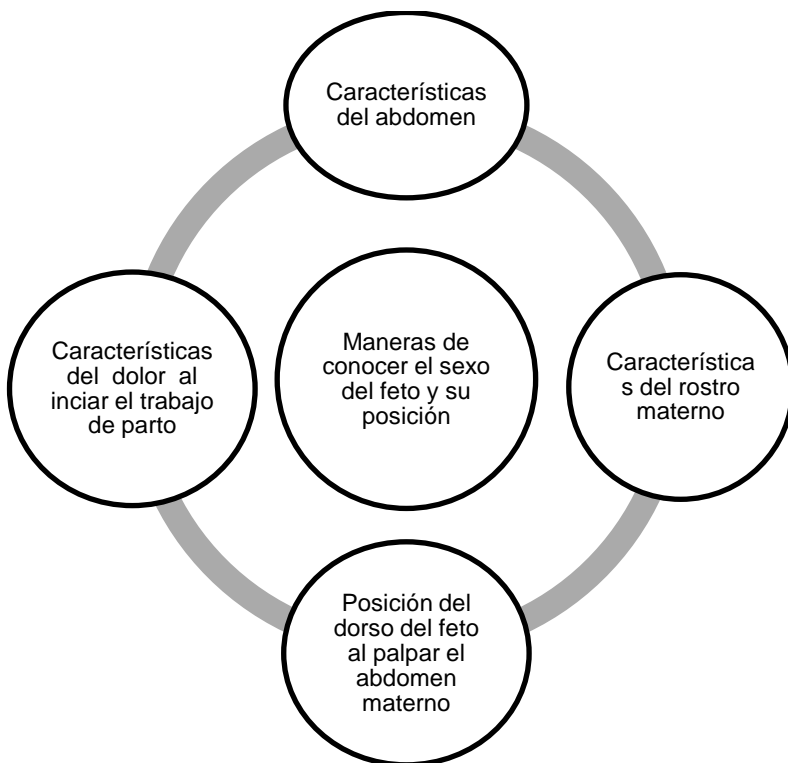 Características
del abdomen
Características
del dolor al
inciar el trabajo
de parto
Maneras de
conocer el sexo
del feto y su
posición
Característica
s del rostro
materno
Posición del
dorso del feto
al palpar el
abdomen
materno